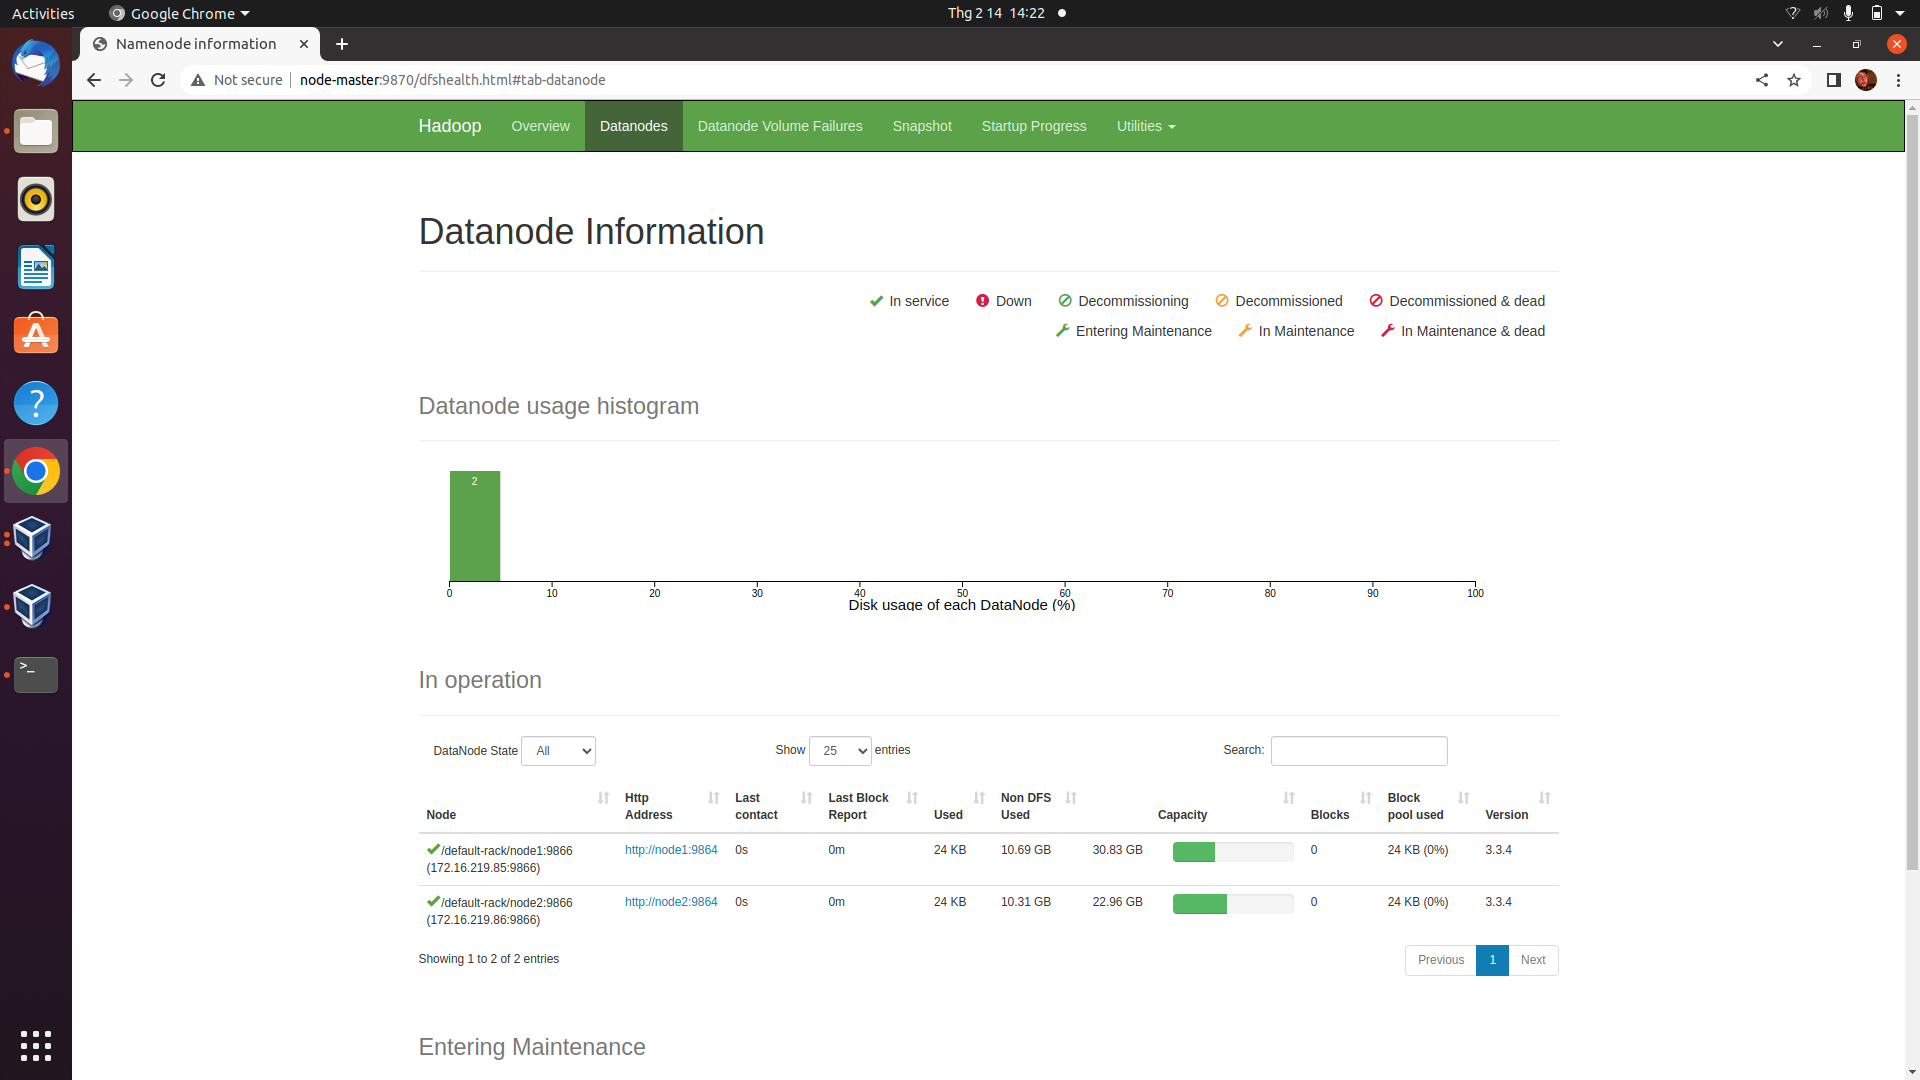 Activities Google Chrome Thg 2 14 14:22
Namenode information
Not secure node-master:9870/dfshealth.html#tab-datanode
Hadoop Overview Datanodes Datanode Volume Failures Snapshot Startup Progress Utilities
Datanode Information
In service Down Decommissioning Decommissioned Decommissioned & dead
Entering Maintenance In Maintenance In Maintenance & dead
Datanode usage histogram
2
0 10 20 30 40 50 60 70 80 90 100
Disk usage of each DataNode (%)
In operation
DataNode State All Show 25 entries Search:
Node Http Address Last contact Last Block Report Used Non DFS Used Capacity Blocks Block pool used Version
/default-rack/node1:9866 http://node1:9864 0s 0m 24 KB 10.69 GB 30.83 GB 0 24 KB (0%) 3.3.4
(172.16.219.85:9866)
/default-rack/node2:9866 http://node2:9864 0s 0m 24 KB 10.31 GB 22.96 GB 0 24 KB (0%) 3.3.4
(172.16.219.86:9866)
Showing 1 to 2 of 2 entries Previous 1 Next
Entering Maintenance